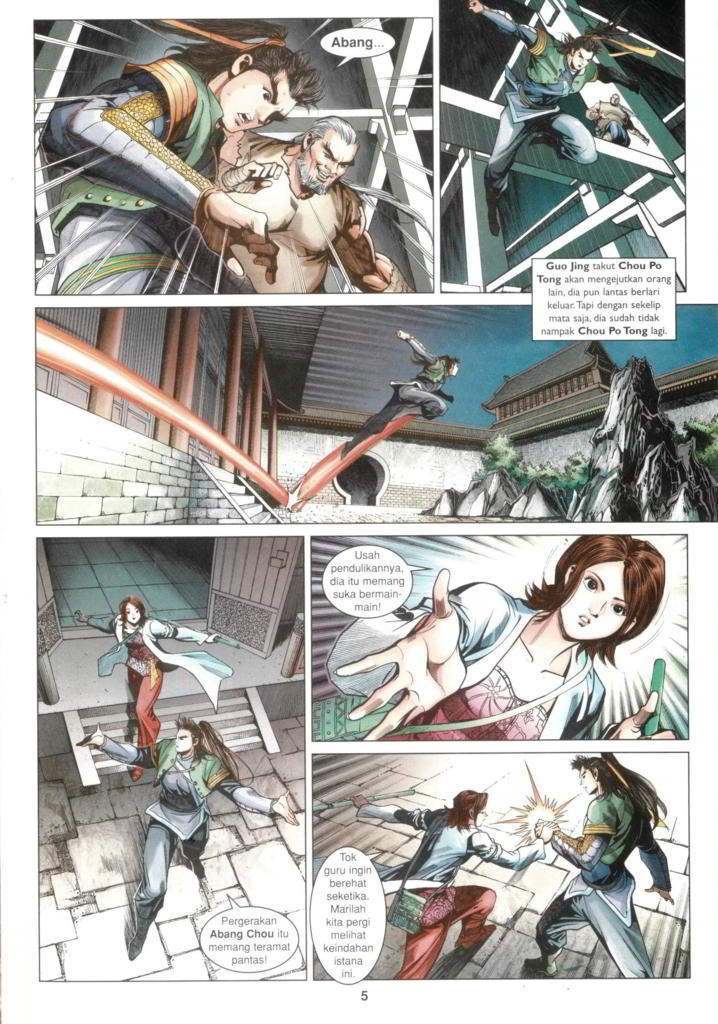 Abang...
Guo Jing takut Chou Po
Tong akan mengejutkan orang
lain, dia pun lantas berlari
keluar. Tapi dengan sekelip
mata saja, dia sudah tidak
nampak Chou Po Tong lagi.
Pergerakan
Abang Chou itu
memang teramat
pantas!
Usah
pendulikannya,
dia itu memang
suka bermain-
main!
Tok
guru ingin
berehat
seketika.
Marilah
kita pergi
melihat
keindahan
istana
ini.
5